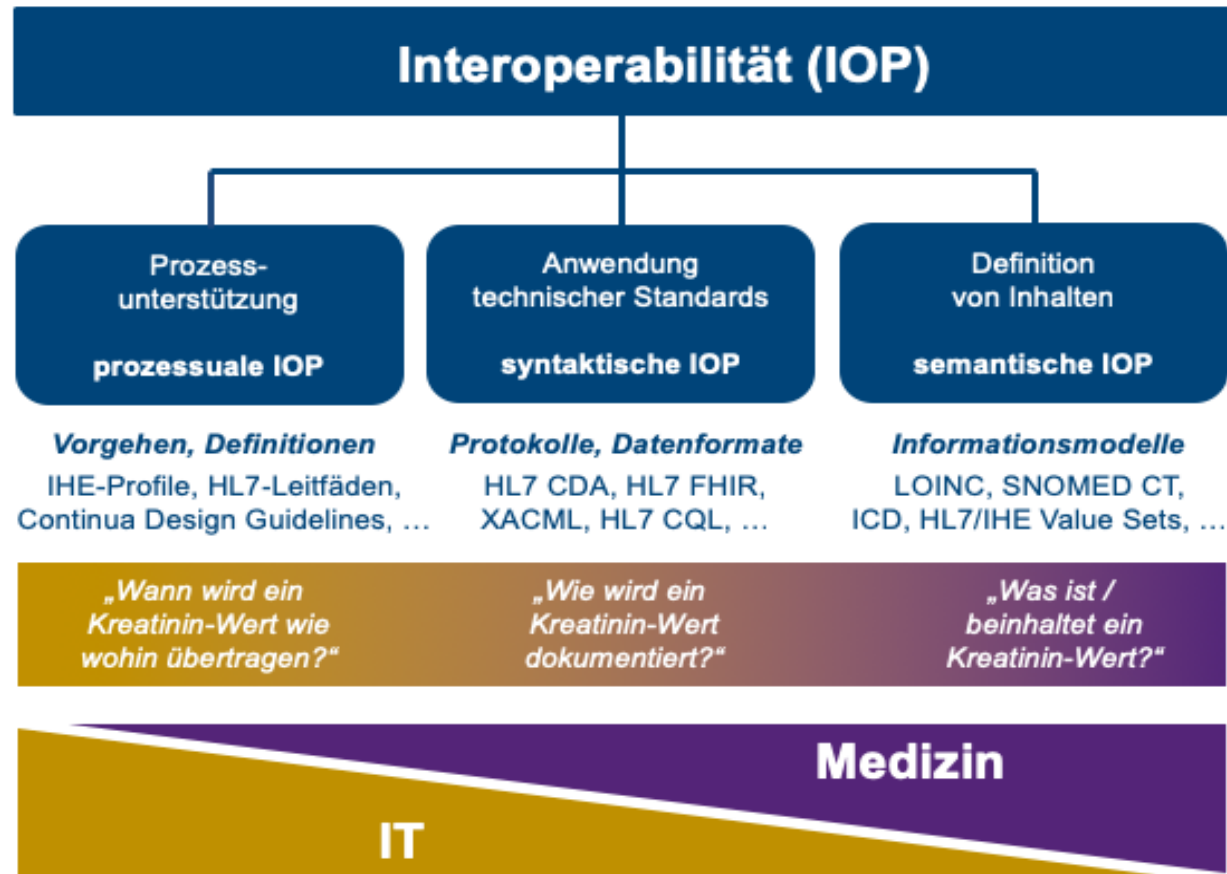 Interoperabilität (IOP)
Prozess-
unterstützung
prozessuale IOP
Anwendung
technischer Standards
syntaktische IOP
Definition
von Inhalten
semantische IOP
Vorgehen, Definitionen
IHE-Profile, HL7-Leitfäden,
Continua Design Guidelines, …
Protokolle, Datenformate
HL7 CDA, HL7 FHIR,
XACML, HL7 CQL, …
Informationsmodelle
LOINC, SNOMED CT,
ICD, HL7/IHE Value Sets, …
„Wann wird ein
Kreatinin-Wert wie
wohin übertragen?“
„Wie wird ein
Kreatinin-Wert
dokumentiert?“
„Was ist /
beinhaltet ein
Kreatinin-Wert?“
Medizin
IT